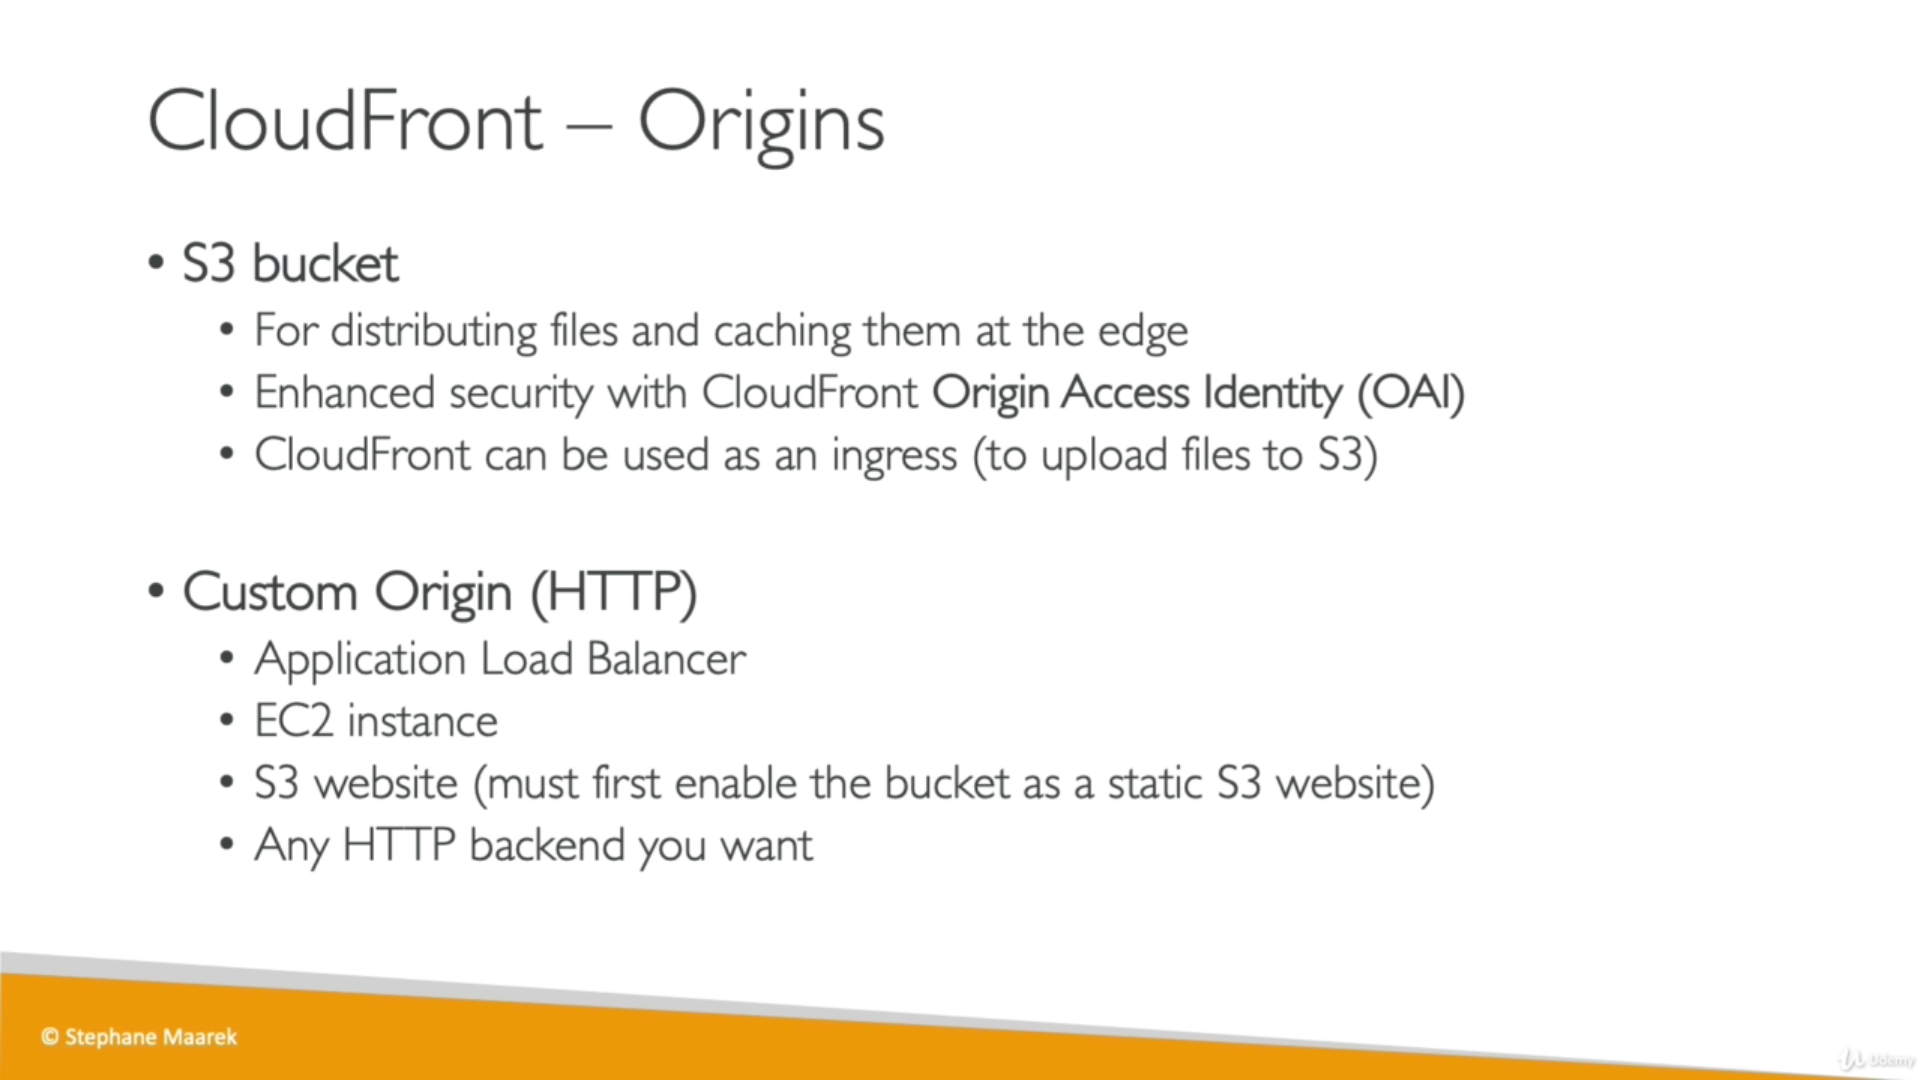 CloudFront – Origins
• S3 bucket
• For distributing files and caching them at the edge
• Enhanced security with CloudFront Origin Access Identity (OAI)
• CloudFront can be used as an ingress (to upload files to S3)
• Custom Origin (HTTP)
• Application Load Balancer
• EC2 instance
• S3 website (must first enable the bucket as a static S3 website)
• Any HTTP backend you want
© Stephane Maarek
Udemy